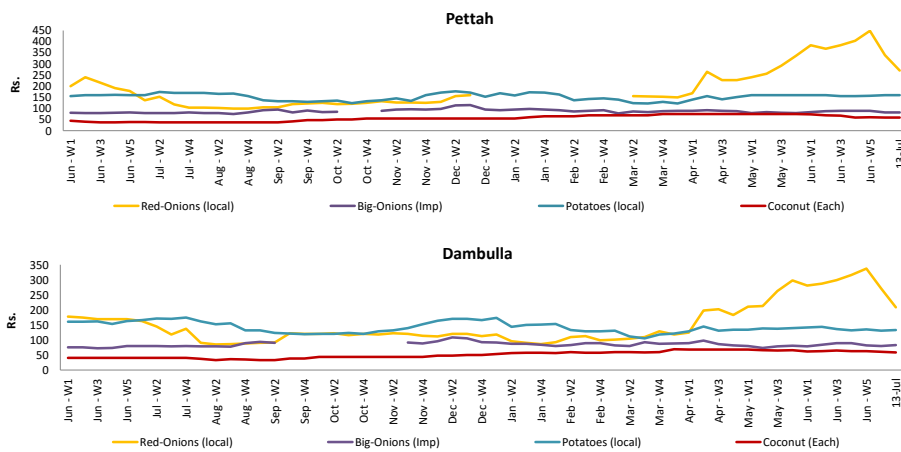 Pettah
Rs.
450
400
350
300
250
200
150
100
50
0
Jun - W1
Jun - W3
Jun - W5
Jul - W2
Jul - W4
Aug - W2
Aug - W4
Sep - W2
Sep - W4
Oct - W2
Oct - W4
Nov - W2
Nov - W4
Dec - W2
Dec - W4
Jan - W2
Jan - W4
Feb - W2
Feb - W4
Mar - W2
Mar - W4
Apr - W1
Apr - W3
May - W1
May - W3
Jun - W1
Jun - W3
Jun - W5
13-Jul
Red-Onions (local)
Big-Onions (Imp)
Potatoes (local)
Coconut (Each)
Dambulla
Rs.
350
300
250
200
150
100
50
0
Jun - W1
Jun - W3
Jun - W5
Jul - W2
Jul - W4
Aug - W2
Aug - W4
Sep - W2
Sep - W4
Oct - W2
Oct - W4
Nov - W2
Nov - W4
Dec - W2
Dec - W4
Jan - W2
Jan - W4
Feb - W2
Feb - W4
Mar - W2
Mar - W4
Apr - W1
Apr - W3
May - W1
May - W3
Jun - W1
Jun - W3
Jun - W5
13-Jul
Red-Onions (local)
Big-Onions (Imp)
Potatoes (local)
Coconut (Each)